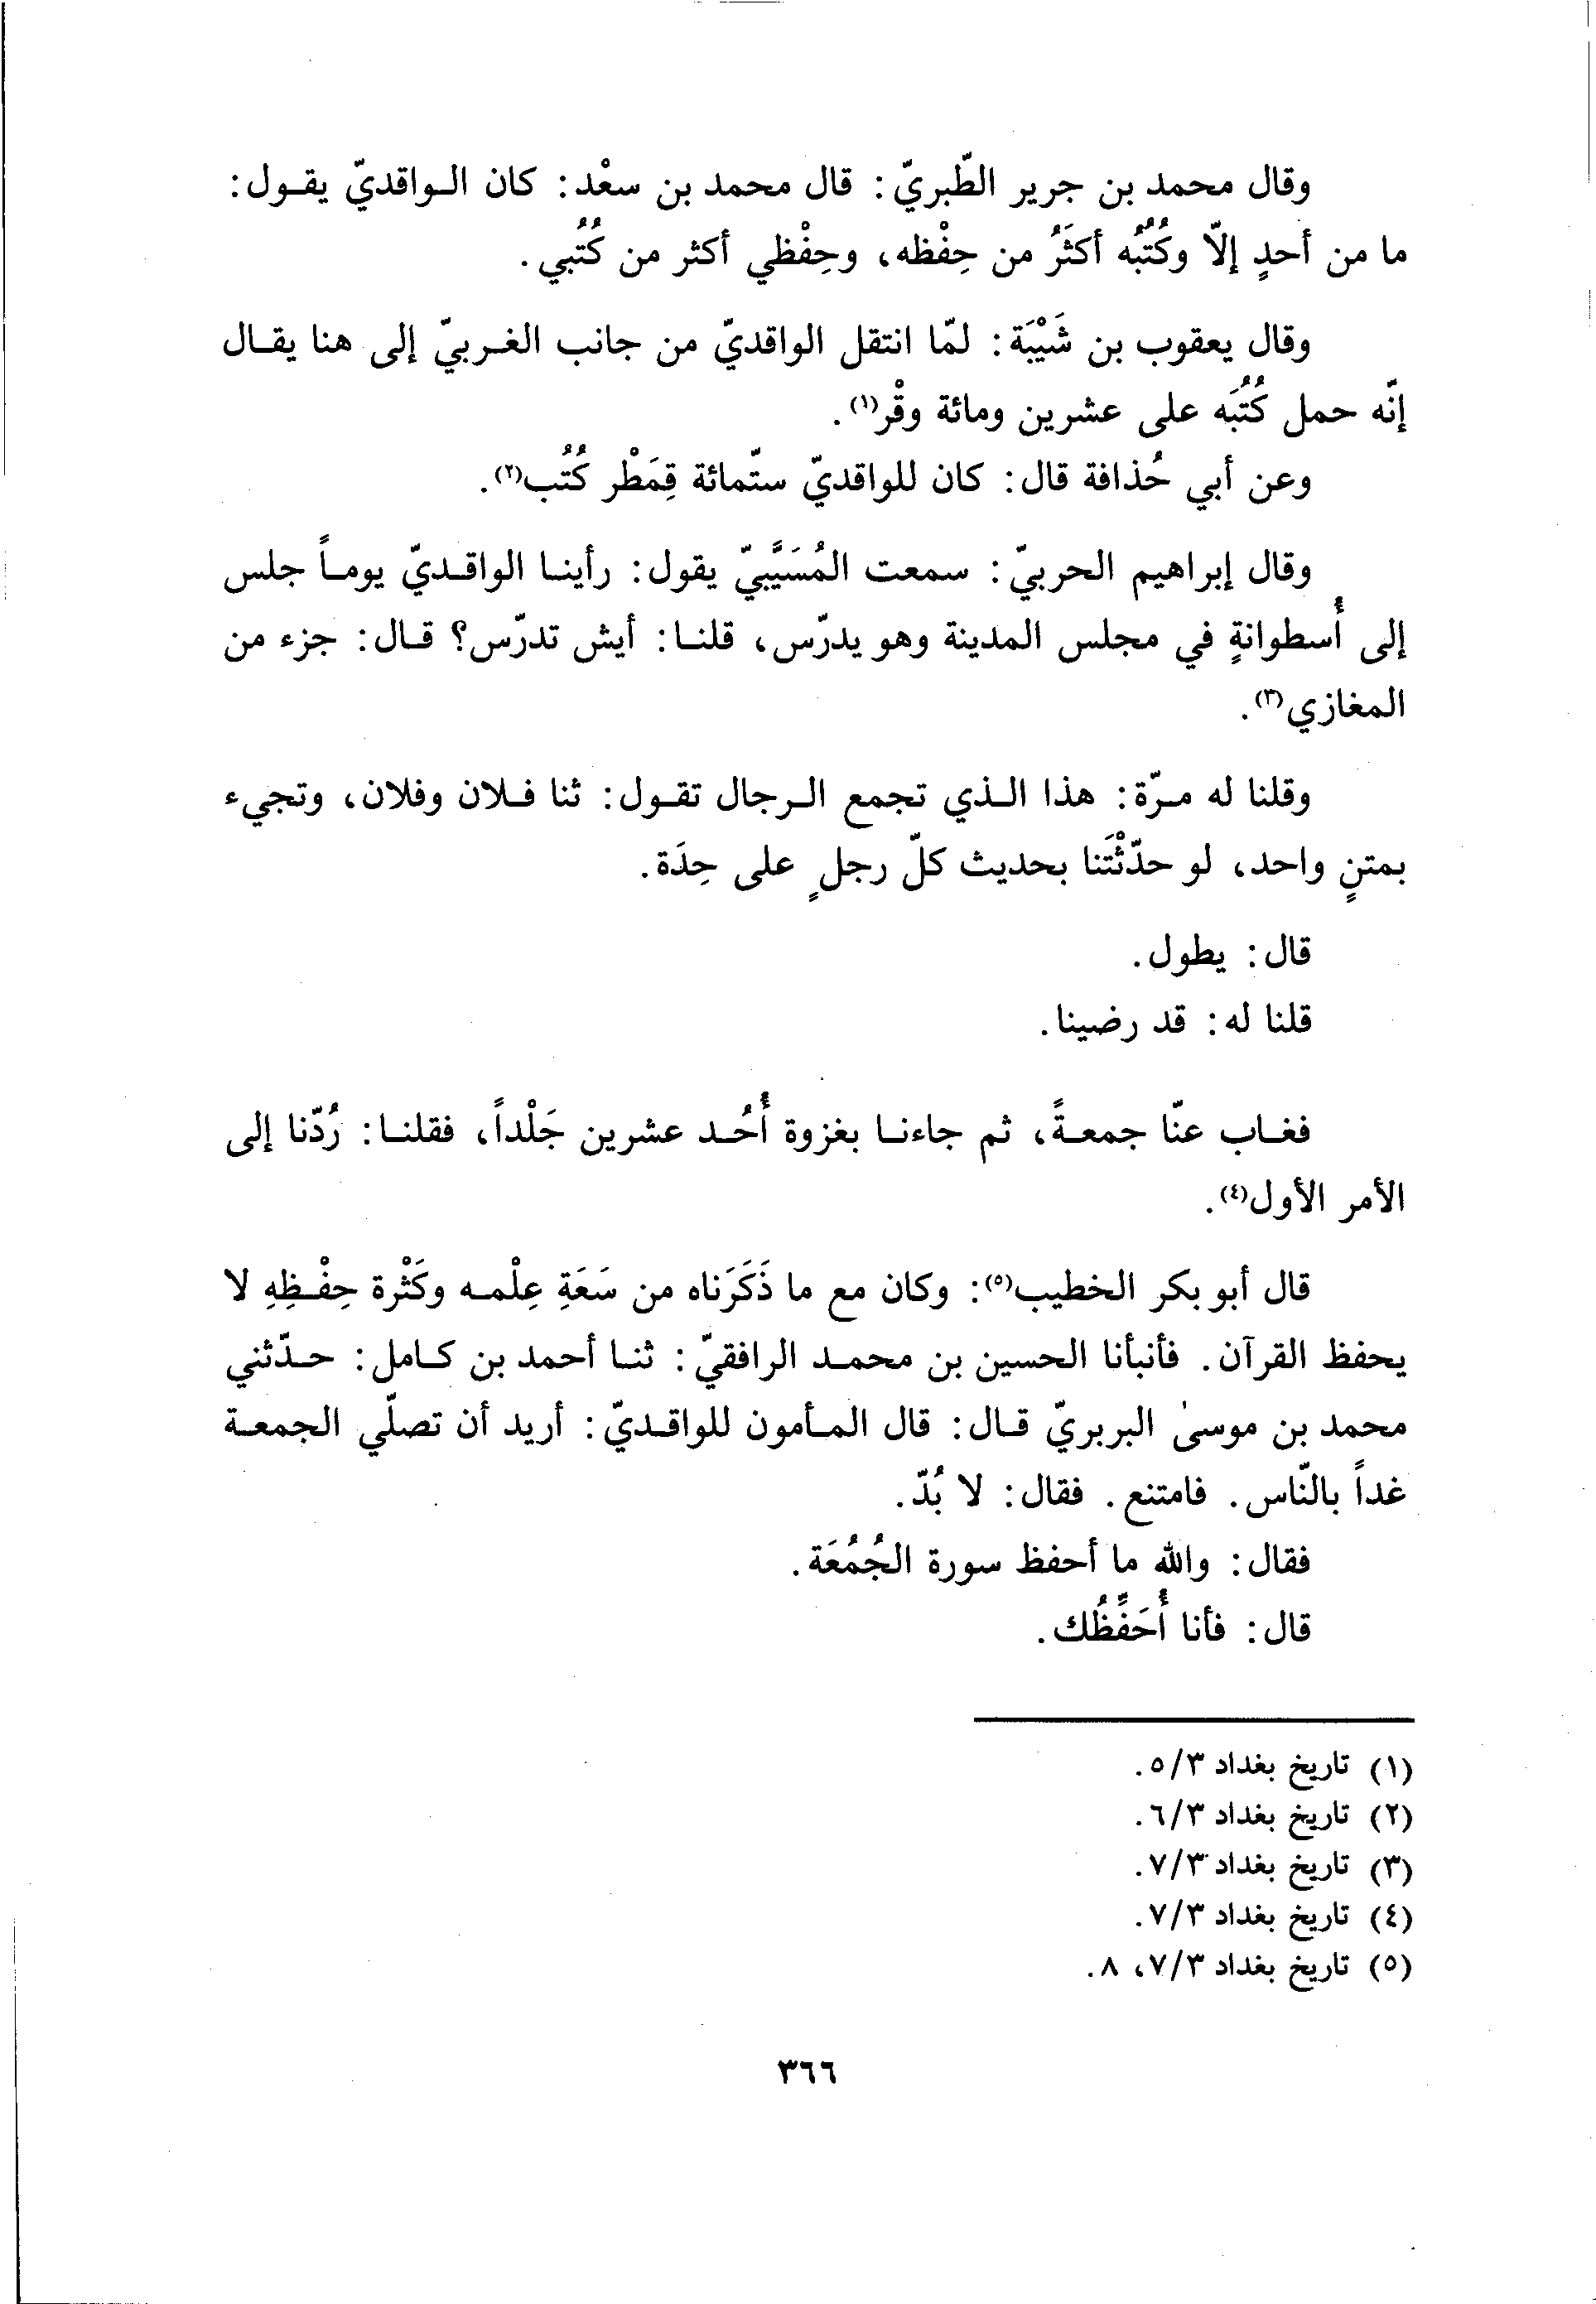 وقال محمد بن جرير الطّبريّ: قال محمد بن سعْد: كان الواقديّ يقول:
ما من أحدٍ إلاّ وكُتُبُه أكثَرُ من حِفْظه، وحِفْظي أكثر من كُتُبي.
وقال يعقوب بن شَيْبَة: لمّا انتقل الواقديّ من جانب الغربيّ إلى هنا يقال
إنّه حمل كُتُبَه على عشرين ومائة وقْر(١).
وعن أبي حُذافة قال: كان للواقديّ ستّمائة قِمَطْر كُتُب(٢).
وقال إبراهيم الحربيّ: سمعت المُسَيَّبيّ يقول: رأينا الواقديّ يوماً جلس
إلى أُسطوانةٍ في مجلس المدينة وهو يدرّس، قلنا: أيش تدرّس؟ قال: جزء من
المغازي(٣).
وقلنا له مرّة: هذا الذي تجمع الرجال تقول: ثنا فلان وفلان، وتجيء
بمتنٍ واحد، لو حدّثْتَنا بحديث كلّ رجلٍ على حِدَة.
قال: يطول.
قلنا له: قد رضينا.
فغاب عنّا جمعةً، ثم جاءنا بغزوة أُحُد عشرين جَلْداً، فقلنا: رُدّنا إلى
الأمر الأول(٤).
قال أبو بكر الخطيب(٥): وكان مع ما ذَكَرَناه من سَعَةِ عِلْمه وكَثْرة حِفْظِهِ لا
يحفظ القرآن. فأنبأنا الحسين بن محمد الرافقيّ: ثنا أحمد بن كامل: حدّثني
محمد بن موسىٰ البربريّ قال: قال المأمون للواقديّ: أريد أن تصلّي الجمعة
غداً بالنّاس. فامتنع. فقال: لا بُدّ.
فقال: والله ما أحفظ سورة الجُمُعَة.
قال: فأنا أُحَفِّظُك.
(١) تاريخ بغداد ٥/٣.
(٢) تاريخ بغداد ٦/٣.
(٣) تاريخ بغداد ٧/٣.
(٤) تاريخ بغداد ٧/٣.
(٥) تاريخ بغداد ٧/٣، ٨.
٣٦٦